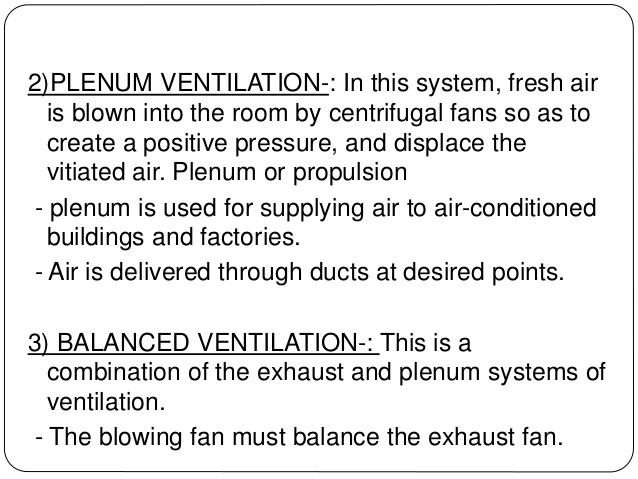 2)PLENUM VENTILATION-: In this system, fresh air
is blown into the room by centrifugal fans so as to
create a positive pressure, and displace the
vitiated air. Plenum or propulsion
- plenum is used for supplying air to air-conditioned
buildings and factories.
- Air is delivered through ducts at desired points.
3) BALANCED VENTILATION-: This is a
combination of the exhaust and plenum systems of
ventilation.
- The blowing fan must balance the exhaust fan.